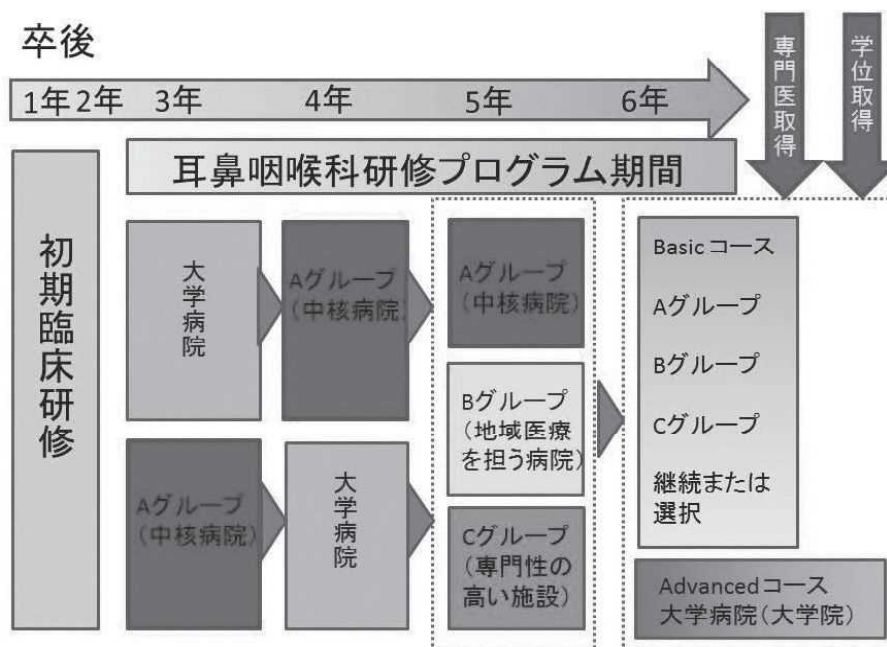 卒後
1年 2年 3年 4年 5年 6年
専門医取得
学位取得
耳鼻咽喉科研修プログラム期間
初期臨床研修
大学病院
Aグループ
(中核病院)
Aグループ
(中核病院)
大学病院
Aグループ
(中核病院)
Bグループ
(地域医療
を担う病院)
Cグループ
(専門性の
高い施設)
Basic コース
Aグループ
Bグループ
Cグループ
継続または
選択
Advancedコース
大学病院(大学院)